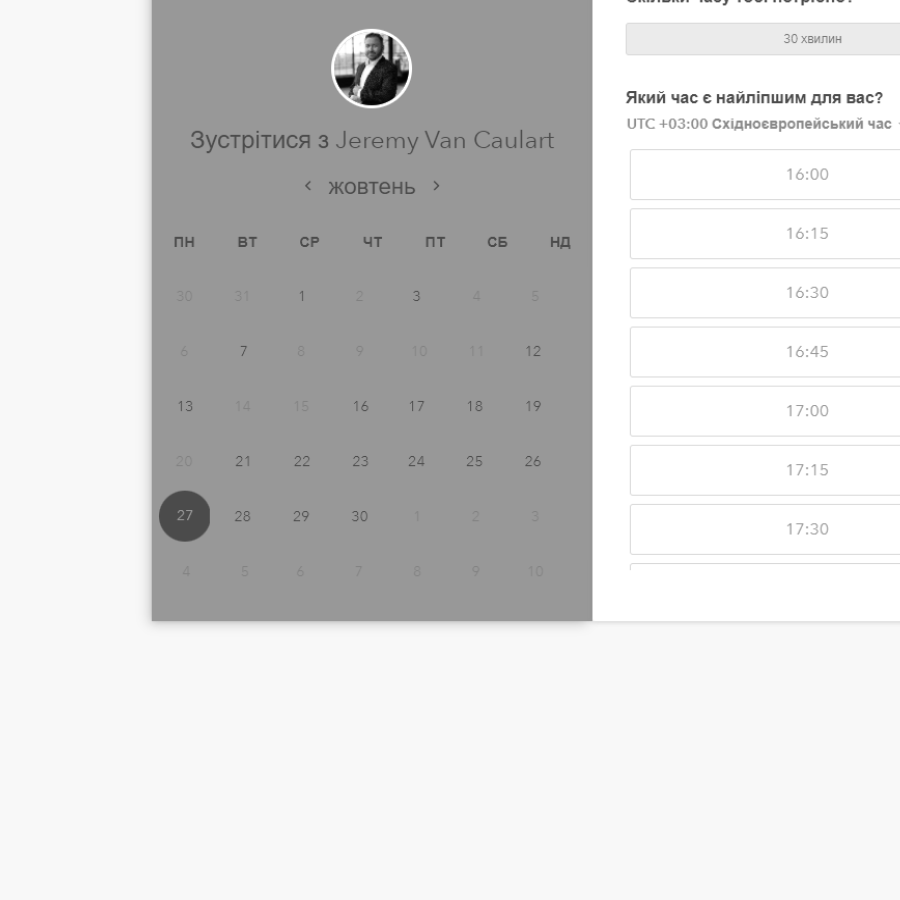 Зустрітися з Jeremy Van Caulart
жовтень
ПН ВТ СР ЧТ ПТ СБ НД
30 31 1 2 3 4 5
6 7 8 9 10 11 12
13 14 15 16 17 18 19
20 21 22 23 24 25 26
27 28 29 30 1 2 3
4 5 6 7 8 9 10
30 хвилин
Який час є найліпшим для вас?
UTC +03:00 Східноєвропейський час
16:00
16:15
16:30
16:45
17:00
17:15
17:30